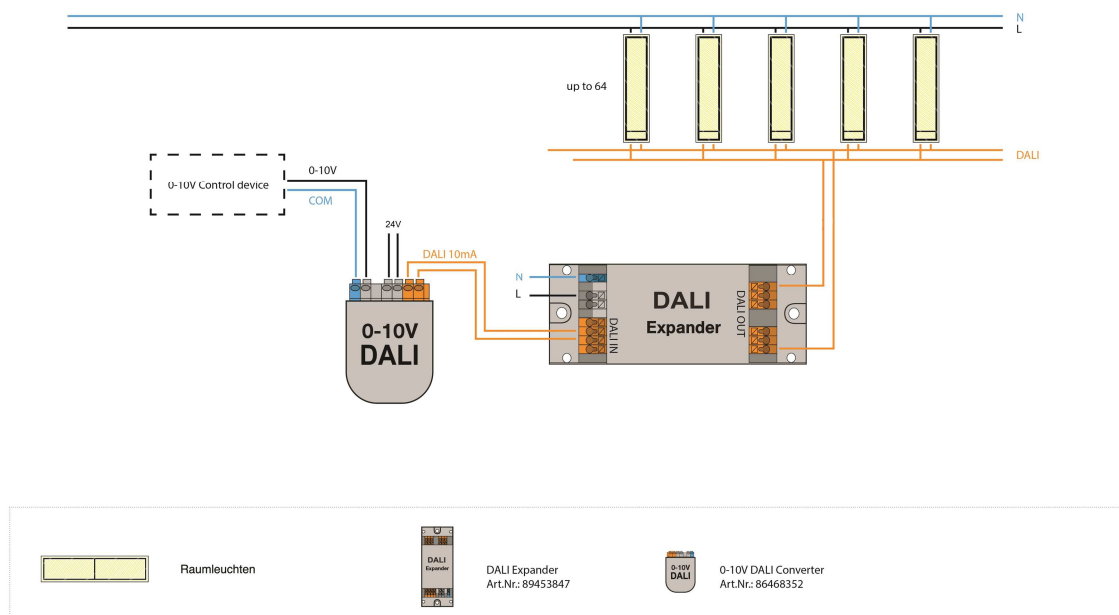 N
L
up to 64
DALI
0-10V Control device
0-10V
COM
24V
DALI 10mA
N
L
DALI IN
DALI
Expander
DALI OUT
0-10V
DALI
Raumleuchten
DALI
Expander
DALI Expander
Art.Nr.: 89453847
0-10V
DALI
0-10V DALI Converter
Art.Nr.: 86468352